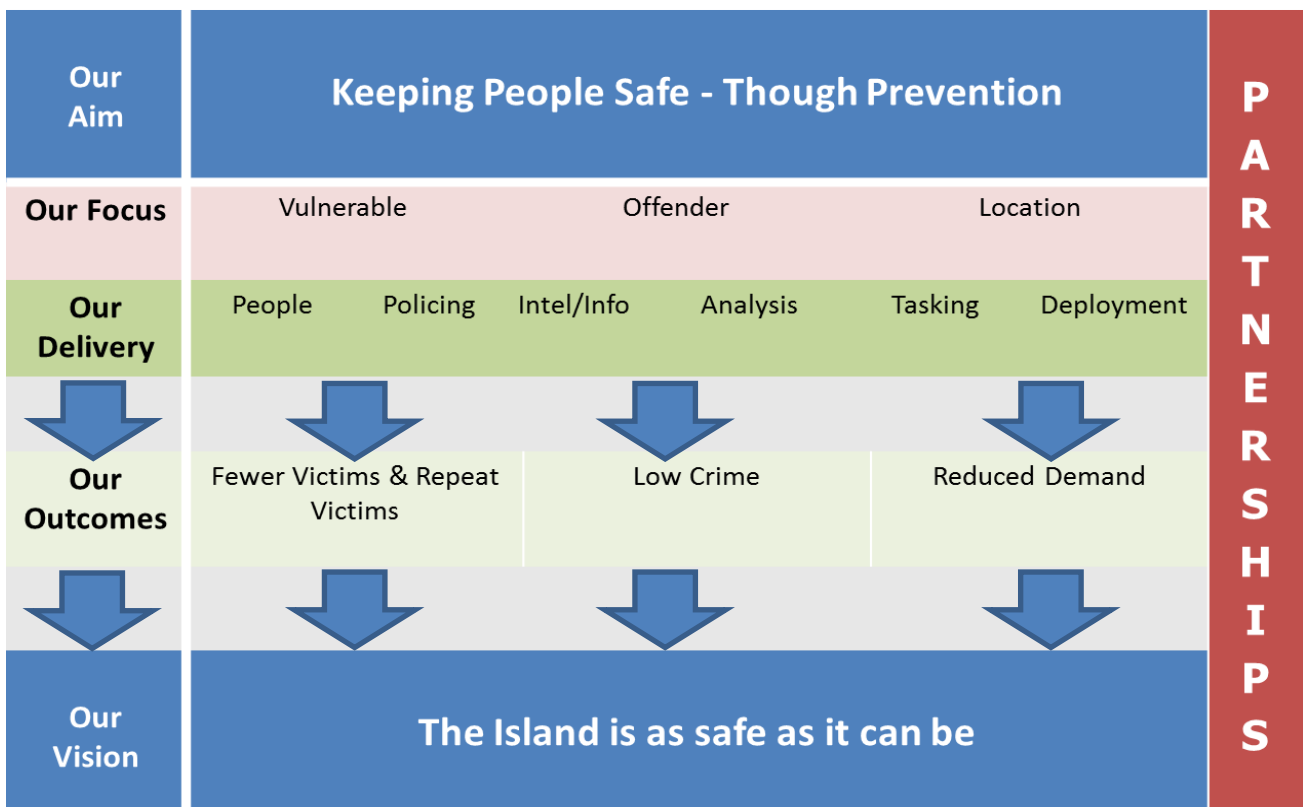 Our
Aim
Keeping People Safe - Though Prevention
Our Focus
Vulnerable
Offender
Location
Our
Delivery
People
Policing
Intel/Info
Analysis
Tasking
Deployment
Our
Outcomes
Fewer Victims & Repeat
Victims
Low Crime
Reduced Demand
Our
Vision
The Island is as safe as it can be
PARTNERSHIPS